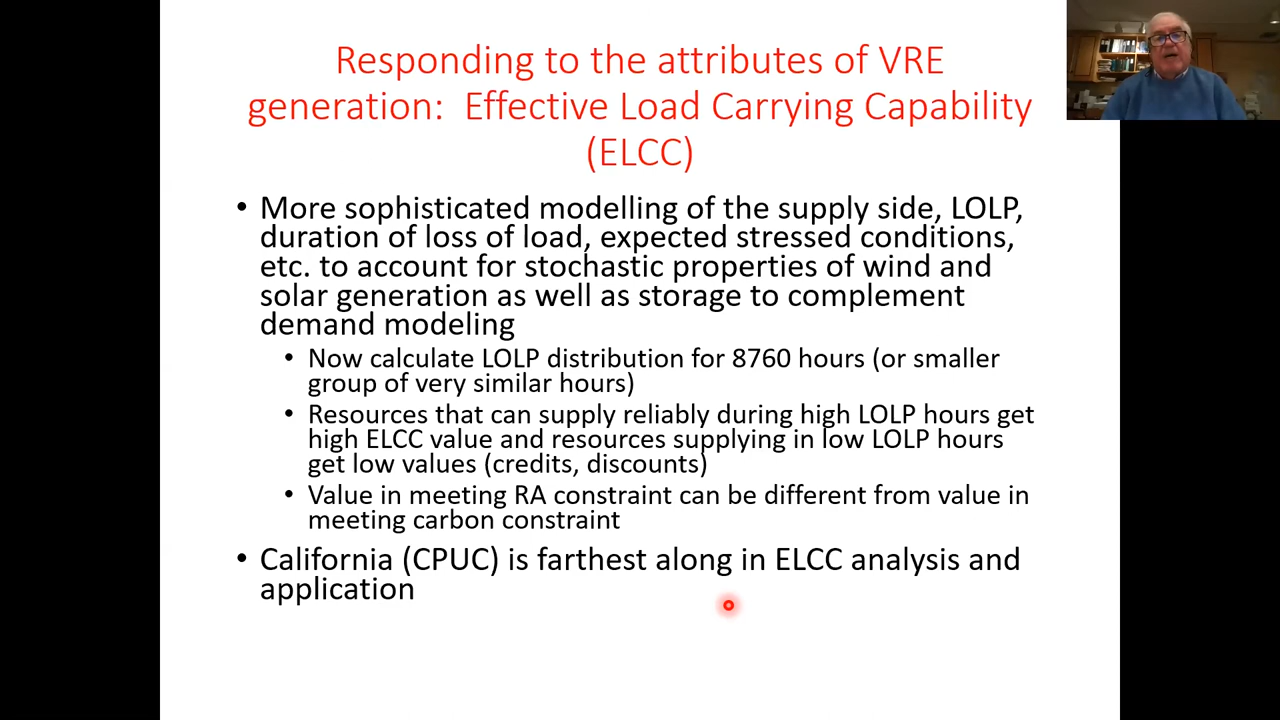 Responding to the attributes of VRE
generation: Effective Load Carrying Capability
(ELCC)
• More sophisticated modelling of the supply side, LOLP,
duration of loss of load, expected stressed conditions,
etc. to account for stochastic properties of wind and
solar generation as well as storage to complement
demand modeling
• Now calculate LOLP distribution for 8760 hours (or smaller
group of very similar hours)
• Resources that can supply reliably during high LOLP hours get
high ELCC value and resources supplying in low LOLP hours
get low values (credits, discounts)
• Value in meeting RA constraint can be different from value in
meeting carbon constraint
• California (CPUC) is farthest along in ELCC analysis and
application